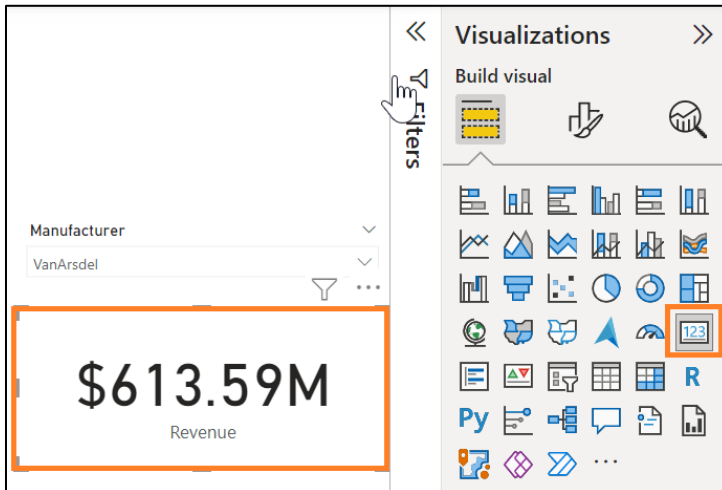 Visualizations
Build visual
Filters
Manufacturer
VanArsdel
$613.59M
Revenue
123
R
Py